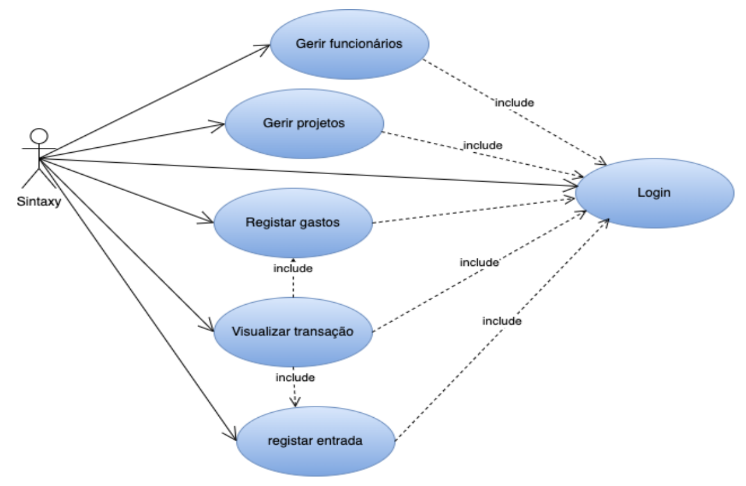 Gerir funcionários
include
Gerir projetos
include
Sintaxy
Login
Registar gastos
include
include
Visualizar transação
include
include
registar entrada